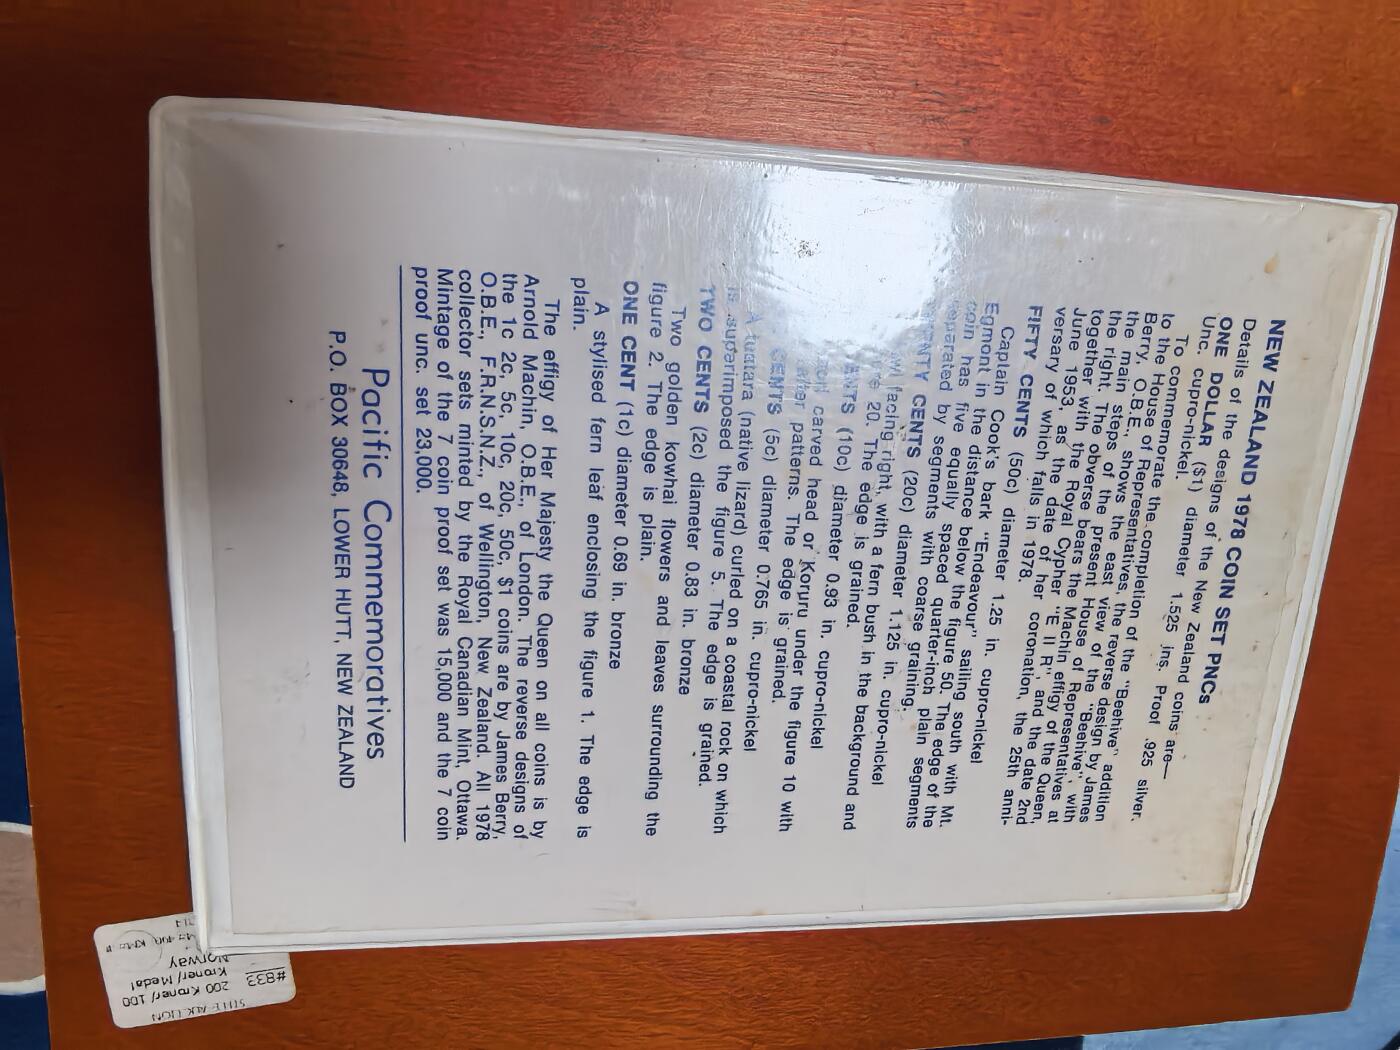 NEW ZEALAND 1978 COIN SET PNCs
Details of the designs of the New Zealand coins are—
ONE DOLLAR ($1) diameter 1.525 ins. Proof .925 silver.
Unc. cupro-nickel.
To commemorate the completion of the "Beehive", addition
to the House of Representatives, the reverse design by James
Berry, O.B.E., shows the east view of the "Beehive", with
the main steps of the present House of Representatives at
the right. The obverse bears the Machin effigy of the Queen,
together with the Royal Cypher "E II R", and the date 2nd
June 1953, as the date of her coronation, the 25th anni-
versary of which falls in 1978.
FIFTY CENTS (50c) diameter 1.25 in. cupro-nickel
Captain Cook's bark "Endeavour" sailing south with Mt.
Egmont in the distance below the figure 50. The edge of the
coin has five equally spaced quarter-inch plain segments
separated by segments with coarse graining.
CENTS (20c) diameter 1.125 in. cupro-nickel
facing right, with a fern bush in the background and
20. The edge is grained.
(10c) diameter 0.93 in. cupro-nickel
carved head or Koruru under the figure 10 with
patterns. The edge is grained.
CENTS (5c) diameter 0.765 in. cupro-nickel
A tuatara (native lizard) curled on a coastal rock on which
is superimposed the figure 5. The edge is grained.
TWO CENTS (2c) diameter 0.83 in. bronze
Two golden kowhai flowers and leaves surrounding the
figure 2. The edge is plain.
ONE CENT (1c) diameter 0.69 in. bronze
A stylised fern leaf enclosing the figure 1. The edge is
plain.
The effigy of Her Majesty the Queen on all coins is by
Arnold Machin, O.B.E., of London. The reverse designs of
the 1c 2c, 5c, 10c, 20c, 50c, $1 coins are by James Berry,
O.B.E., F.R.N.S.N.Z., of Wellington, New Zealand. All 1978
collector sets minted by the Royal Canadian Mint, Ottawa.
Mintage of the 7 coin proof set was 15,000 and the 7 coin
proof unc. set 23,000.
Pacific Commemoratives
P.O. BOX 30648, LOWER HUTT, NEW ZEALAND
#833
200 Kroner/ 100
Kroner/ Medal
Norway